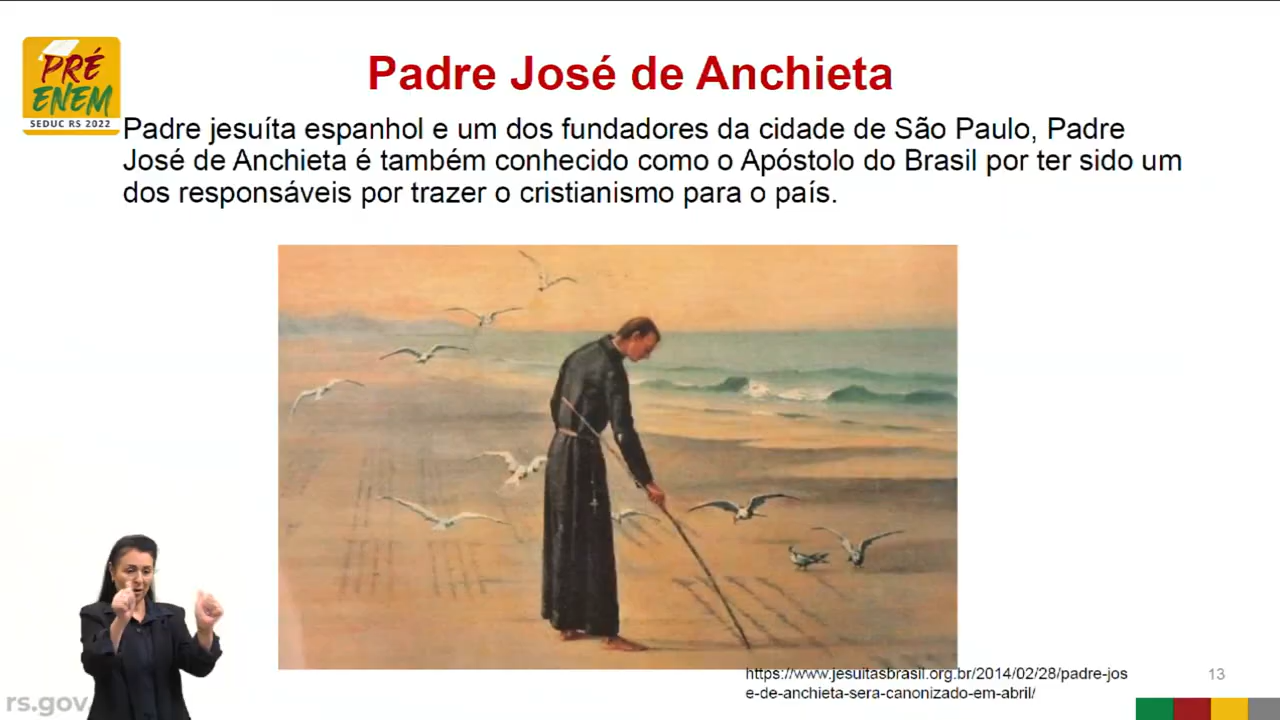 PRÉ
ENEM
SEDUC RS 2022
Padre José de Anchieta
Padre jesuíta espanhol e um dos fundadores da cidade de São Paulo, Padre
José de Anchieta é também conhecido como o Apóstolo do Brasil por ter sido um
dos responsáveis por trazer o cristianismo para o país.
https://www.jesuitasbrasil.org.br/2014/02/28/padre-jos
e-de-anchieta-sera-canonizado-em-abril/
13
rs.gov